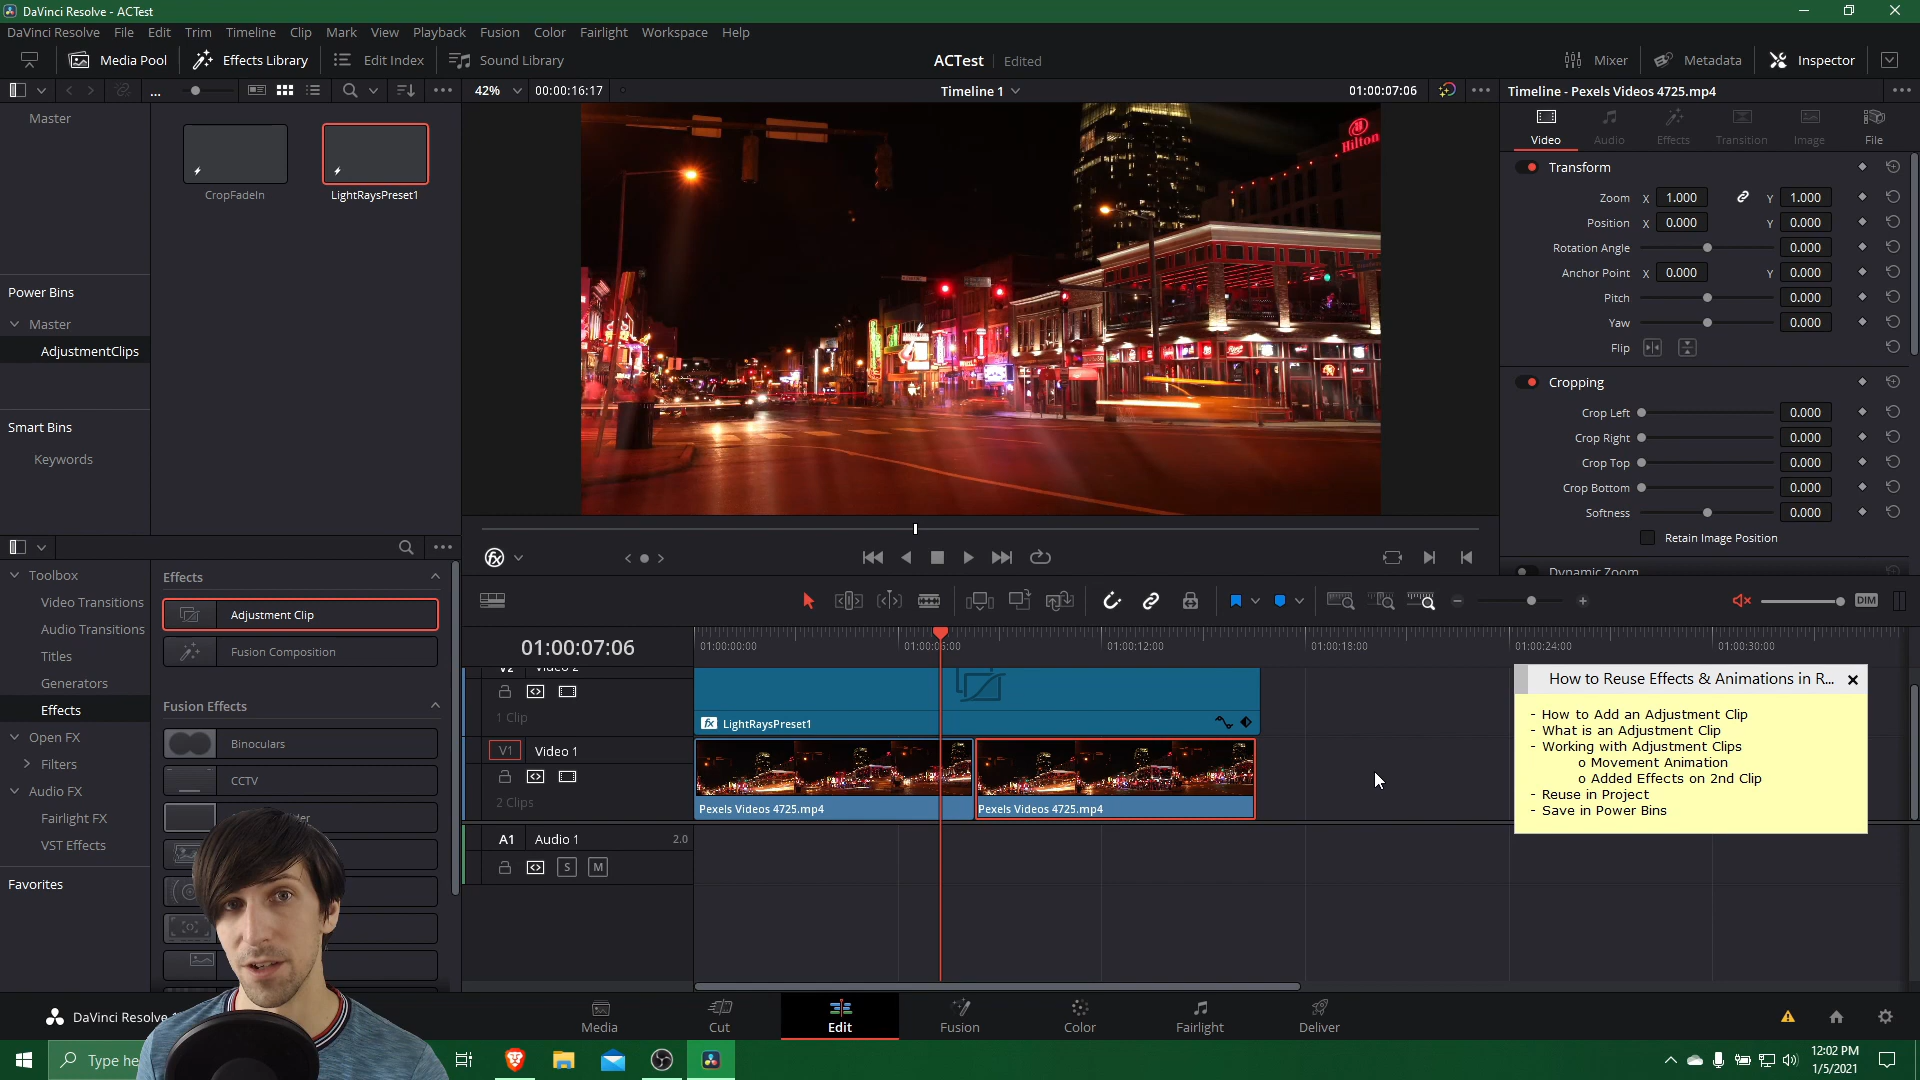 DaVinci Resolve - ACTest
DaVinci Resolve File Edit Trim Timeline Clip Mark View Playback Fusion Color Fairlight Workspace Help
Media Pool Effects Library Edit Index Sound Library ACTest Edited Mixer Metadata Inspector
... 42% 00:00:16:17 Timeline 1 01:00:07:06 Timeline - Pexels Videos 4725.mp4
Master
CropFadeIn LightRaysPreset1
Power Bins
Master
AdjustmentClips
Smart Bins
Keywords
Hilton
Video Audio Effects Transition Image File
Transform
Zoom X 1.000 Y 1.000
Position X 0.000 Y 0.000
Rotation Angle 0.000
Anchor Point X 0.000 Y 0.000
Pitch 0.000
Yaw 0.000
Flip
Cropping
Crop Left 0.000
Crop Right 0.000
Crop Top 0.000
Crop Bottom 0.000
Softness 0.000
Retain Image Position
Dynamic Zoom
Toolbox
Video Transitions
Audio Transitions
Titles
Generators
Effects
Open FX
Filters
Audio FX
Fairlight FX
VST Effects
Favorites
Effects
Adjustment Clip
Fusion Composition
Fusion Effects
Binoculars
CCTV
DIM
01:00:07:06 01:00:00:00 01:00:06:00 01:00:12:00 01:00:18:00 01:00:24:00 01:00:30:00
V2 Video 2
1 Clip
LightRaysPreset1
V1 Video 1
2 Clips
Pexels Videos 4725.mp4 Pexels Videos 4725.mp4
A1 Audio 1 2.0
S M
How to Reuse Effects & Animations in R...
- How to Add an Adjustment Clip
- What is an Adjustment Clip
- Working with Adjustment Clips
o Movement Animation
o Added Effects on 2nd Clip
- Reuse in Project
- Save in Power Bins
DaVinci Resolve
Media Cut Edit Fusion Color Fairlight Deliver
Type he
12:02 PM
1/5/2021